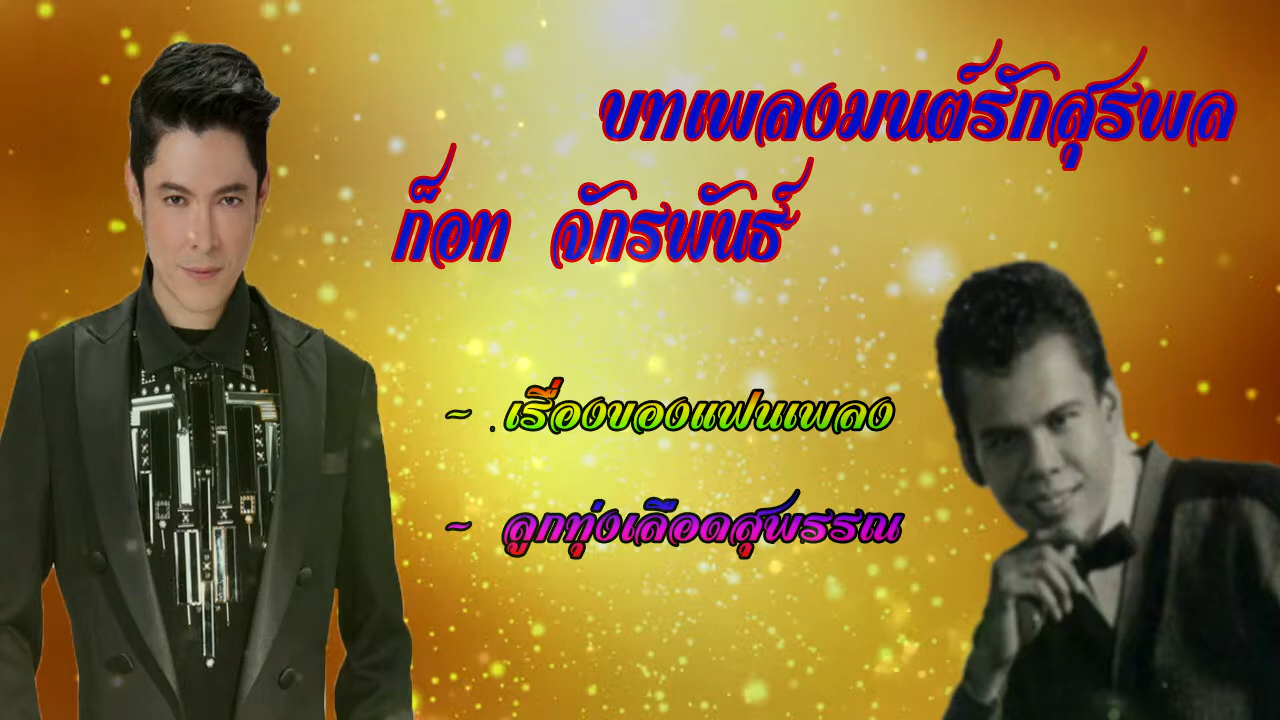 บทเพลงมนต์รักสุรพล
ก็อท จักรพันธ์
~ .เรื่องของแฟนเพลง
~ ลูกทุ่งเลือดสุพรรณ